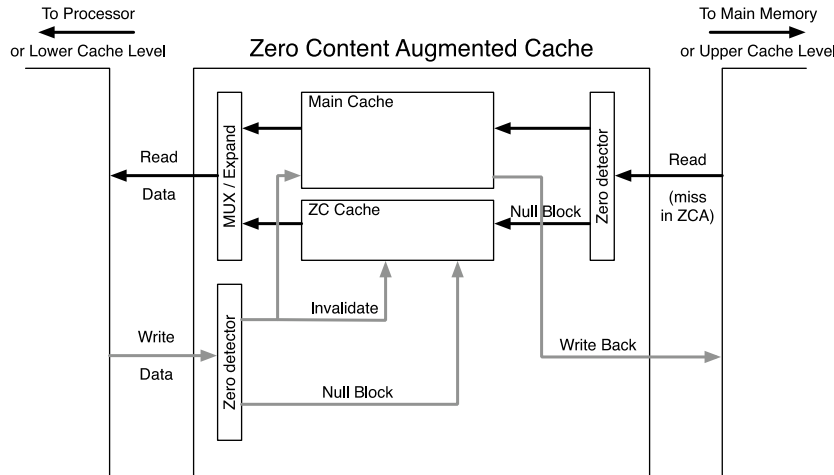 To Processor
or Lower Cache Level
To Main Memory
or Upper Cache Level
Zero Content Augmented Cache
Main Cache
MUX / Expand
Zero detector
Read
Data
Read
(miss
in ZCA)
ZC Cache
Null Block
Invalidate
Write
Data
Zero detector
Write Back
Null Block